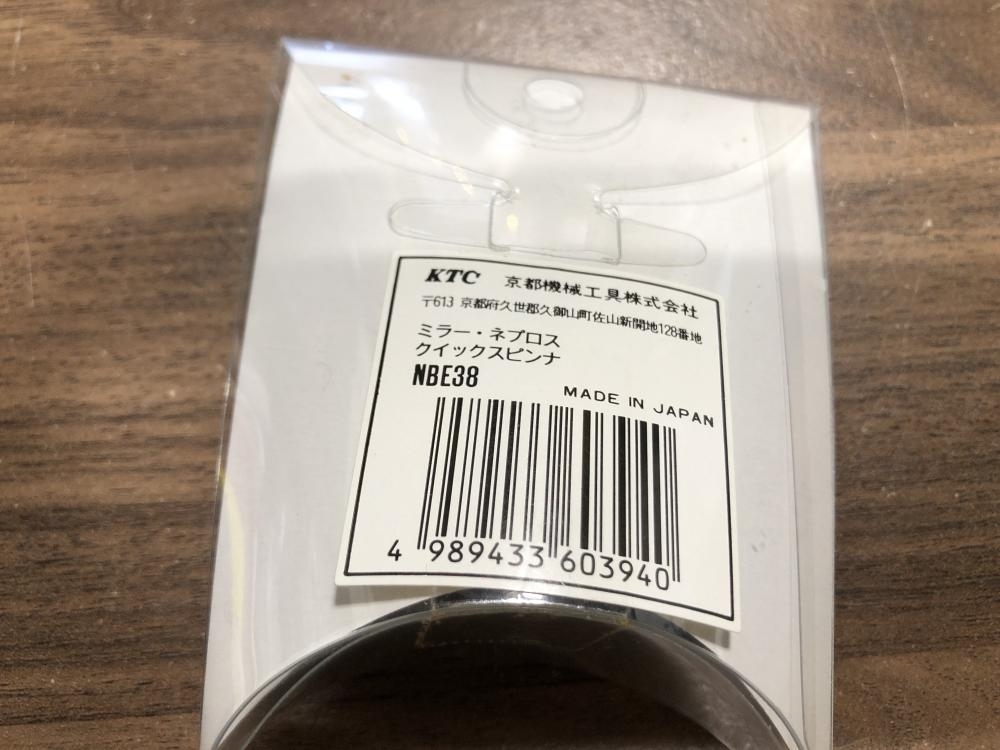 KTC 京都機械工具株式会社
〒613 京都府久世郡久御山町佐山新開地128番地
ミラー・ネプロス
クイックスピンナ
NBE38
MADE IN JAPAN
4 989433 603940